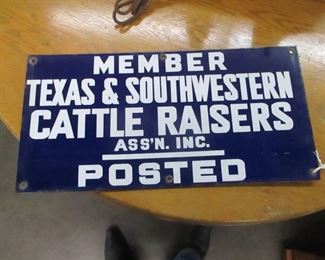 MEMBER
TEXAS & SOUTHWESTERN
CATTLE RAISERS
ASS'N. INC.
POSTED